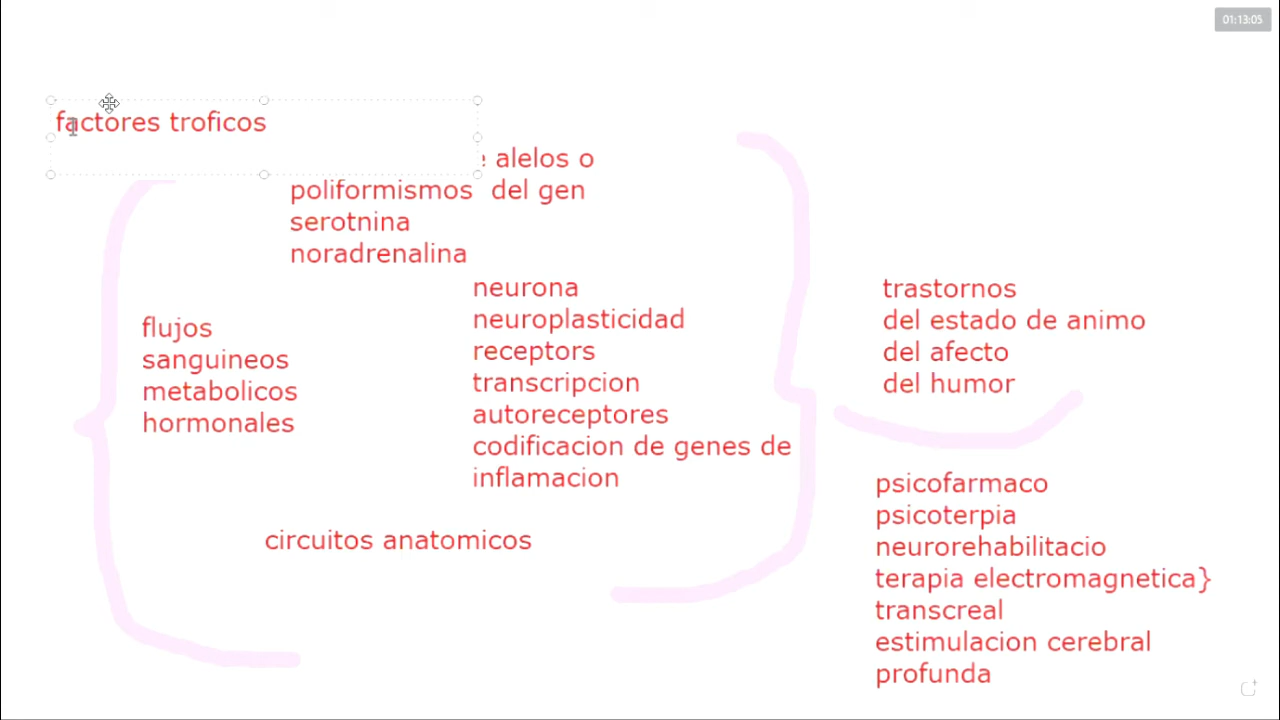 01:13:05
factores troficos
alelos o
poliformismos del gen
serotnina
noradrenalina
flujos
sanguineos
metabolicos
hormonales
neurona
neuroplasticidad
receptors
transcripcion
autoreceptores
codificacion de genes de
inflamacion
circuitos anatomicos
trastornos
del estado de animo
del afecto
del humor
psicofarmaco
psicoterpia
neurorehabilitacio
terapia electromagnetica}
transcreal
estimulacion cerebral
profunda